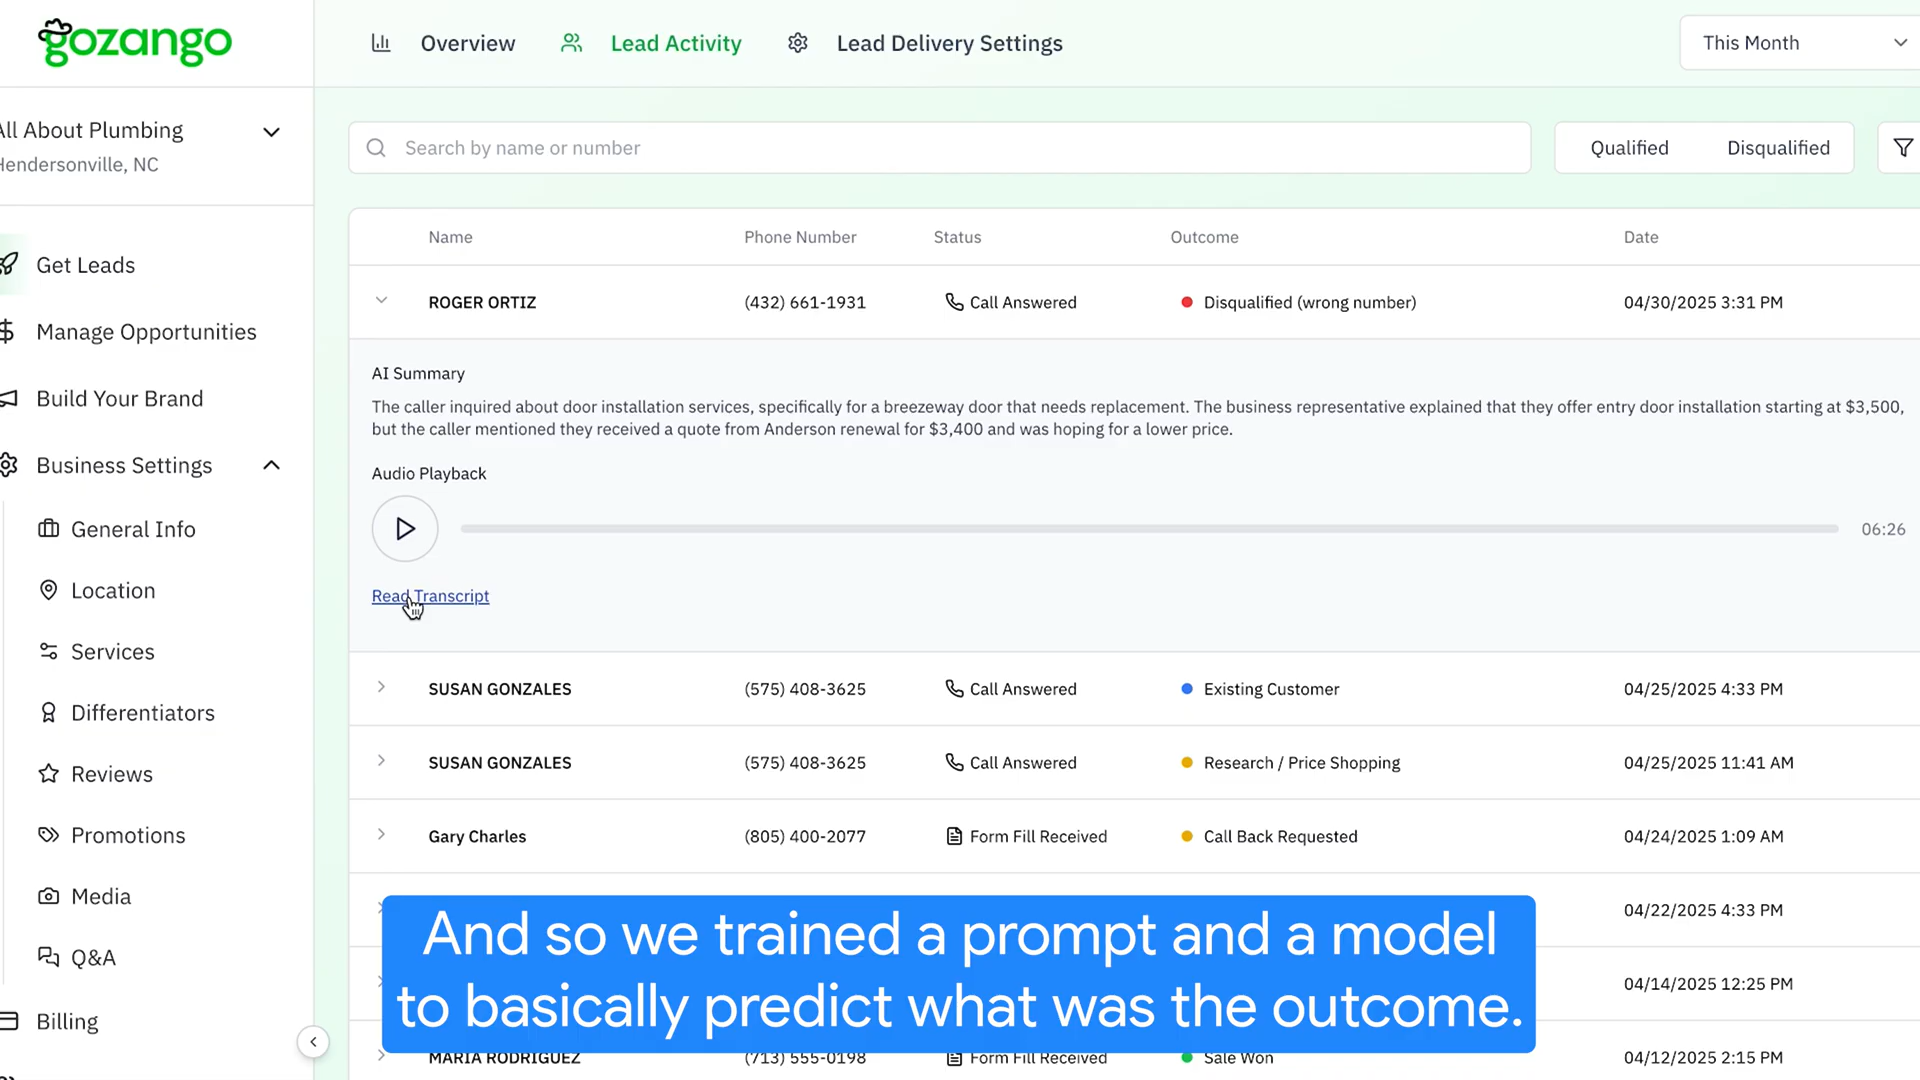 gozango
Overview
Lead Activity
Lead Delivery Settings
This Month
All About Plumbing
Hendersonville, NC
Search by name or number
Qualified
Disqualified
Get Leads
Manage Opportunities
Build Your Brand
Business Settings
General Info
Location
Services
Differentiators
Reviews
Promotions
Media
Q&A
Billing
Name Phone Number Status Outcome Date
ROGER ORTIZ (432) 661-1931 Call Answered Disqualified (wrong number) 04/30/2025 3:31 PM
AI Summary
The caller inquired about door installation services, specifically for a breezeway door that needs replacement. The business representative explained that they offer entry door installation starting at $3,500,
but the caller mentioned they received a quote from Anderson renewal for $3,400 and was hoping for a lower price.
Audio Playback
06:26
Read Transcript
SUSAN GONZALES (575) 408-3625 Call Answered Existing Customer 04/25/2025 4:33 PM
SUSAN GONZALES (575) 408-3625 Call Answered Research / Price Shopping 04/25/2025 11:41 AM
Gary Charles (805) 400-2077 Form Fill Received Call Back Requested 04/24/2025 1:09 AM
04/22/2025 4:33 PM
04/14/2025 12:25 PM
And so we trained a prompt and a model
to basically predict what was the outcome.
MARIA RODRIGUEZ (713) 555-0198 Form Fill Received Sale Won 04/12/2025 2:15 PM